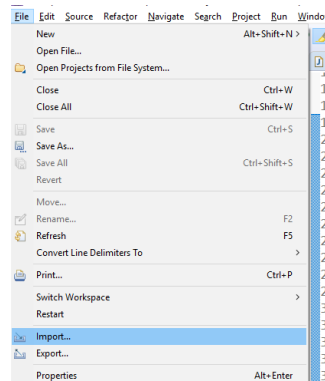 File Edit Source Refactor Navigate Search Project Run Windo
New Alt+Shift+N >
Open File...
Open Projects from File System...
Close Ctrl+W
Close All Ctrl+Shift+W
Save Ctrl+S
Save As...
Save All Ctrl+Shift+S
Revert
Move...
Rename... F2
Refresh F5
Convert Line Delimiters To >
Print... Ctrl+P
Switch Workspace >
Restart
Import...
Export...
Properties Alt+Enter